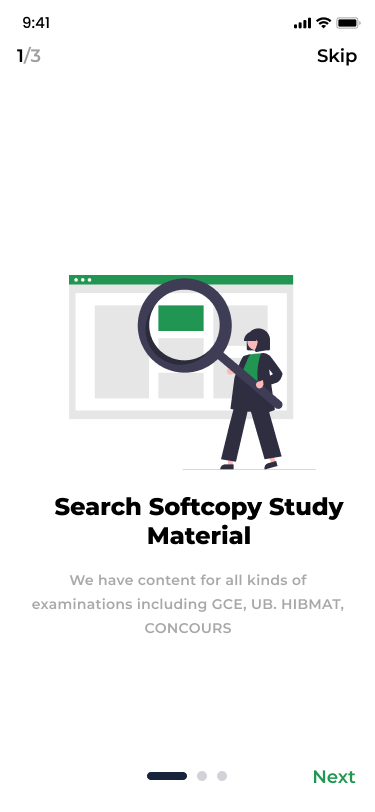 9:41
1/3 Skip
Search Softcopy Study
Material
We have content for all kinds of
examinations including GCE, UB. HIBMAT,
CONCOURS
Next